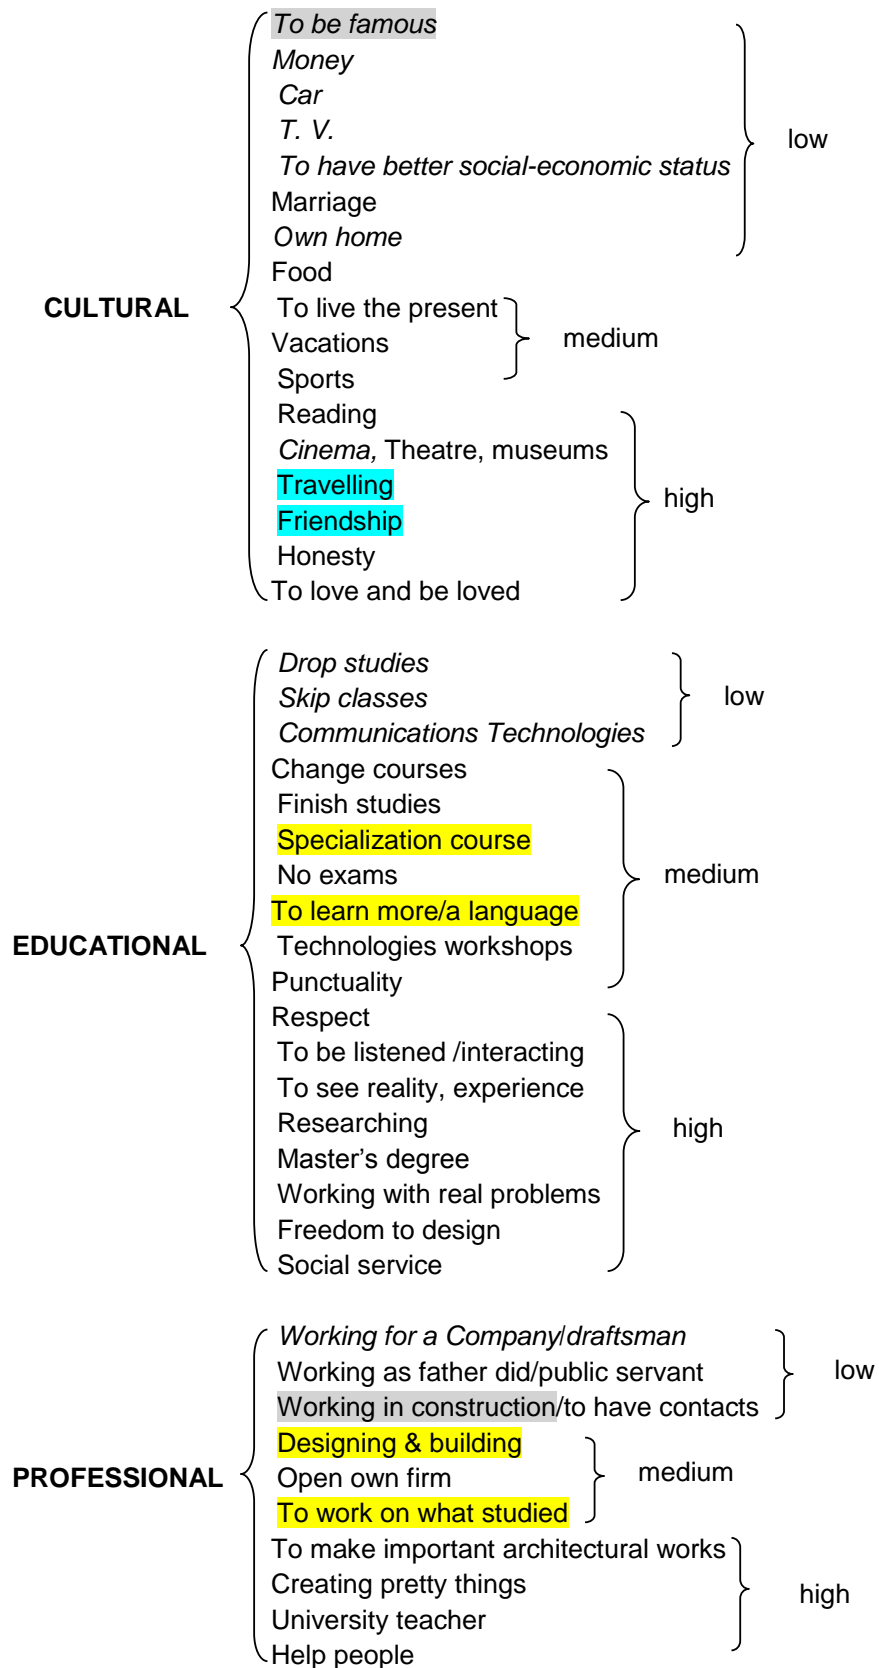 To be famous
Money
Car
T. V.
low
To have better social-economic status
Marriage
Own home
Food
CULTURAL
To live the present
medium
Vacations
Sports
Reading
Cinema, Theatre, museums
Travelling
high
Friendship
Honesty
To love and be loved
Drop studies
Skip classes
low
Communications Technologies
Change courses
Finish studies
Specialization course
No exams
medium
To learn more/a language
EDUCATIONAL
Technologies workshops
Punctuality
Respect
To be listened /interacting
To see reality, experience
Researching
high
Master's degree
Working with real problems
Freedom to design
Social service
Working for a Company/draftsman
Working as father did/public servant
low
Working in construction/to have contacts
Designing & building
PROFESSIONAL
Open own firm
medium
To work on what studied
To make important architectural works
Creating pretty things
high
University teacher
Help people